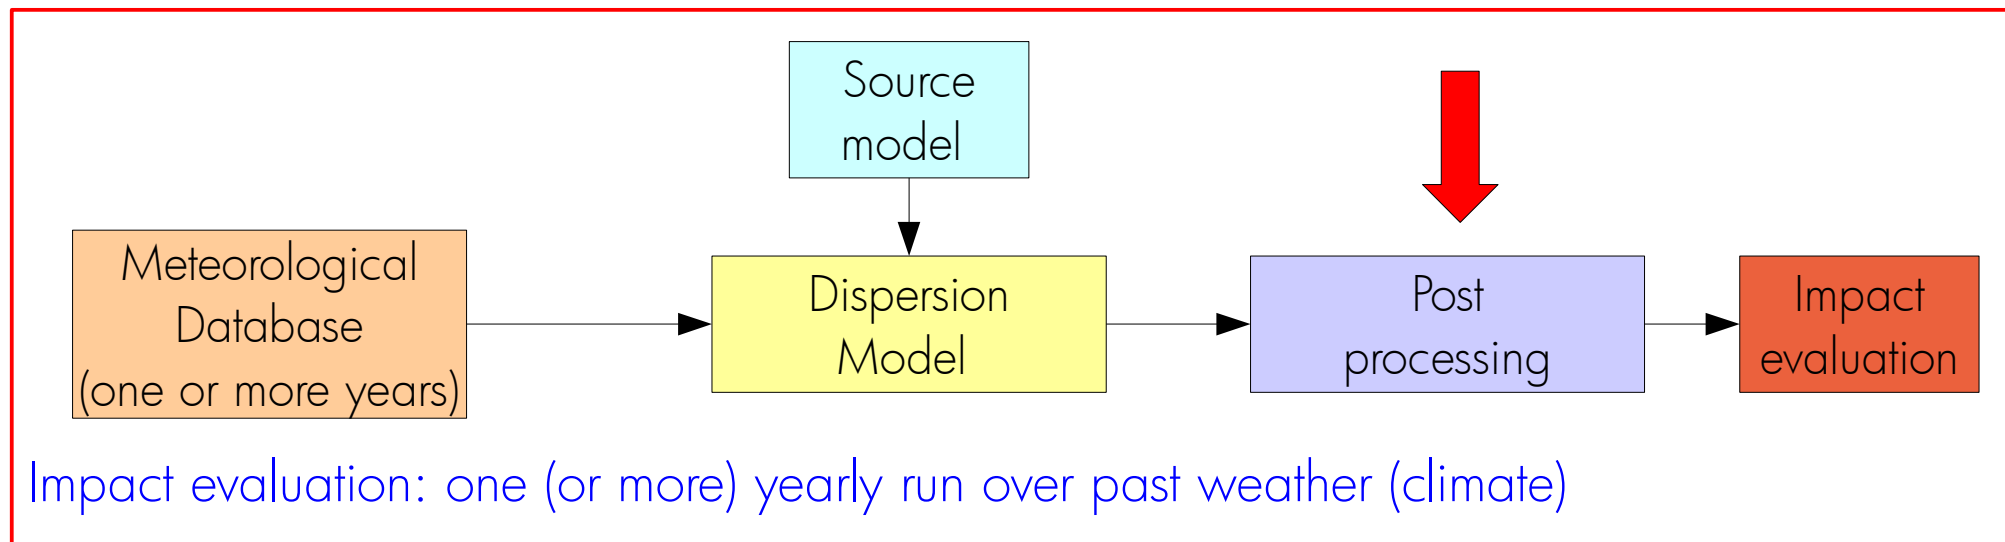 Source
model
Meteorological
Database
(one or more years)
Dispersion
Model
Post
processing
Impact
evaluation
Impact evaluation: one (or more) yearly run over past weather (climate)